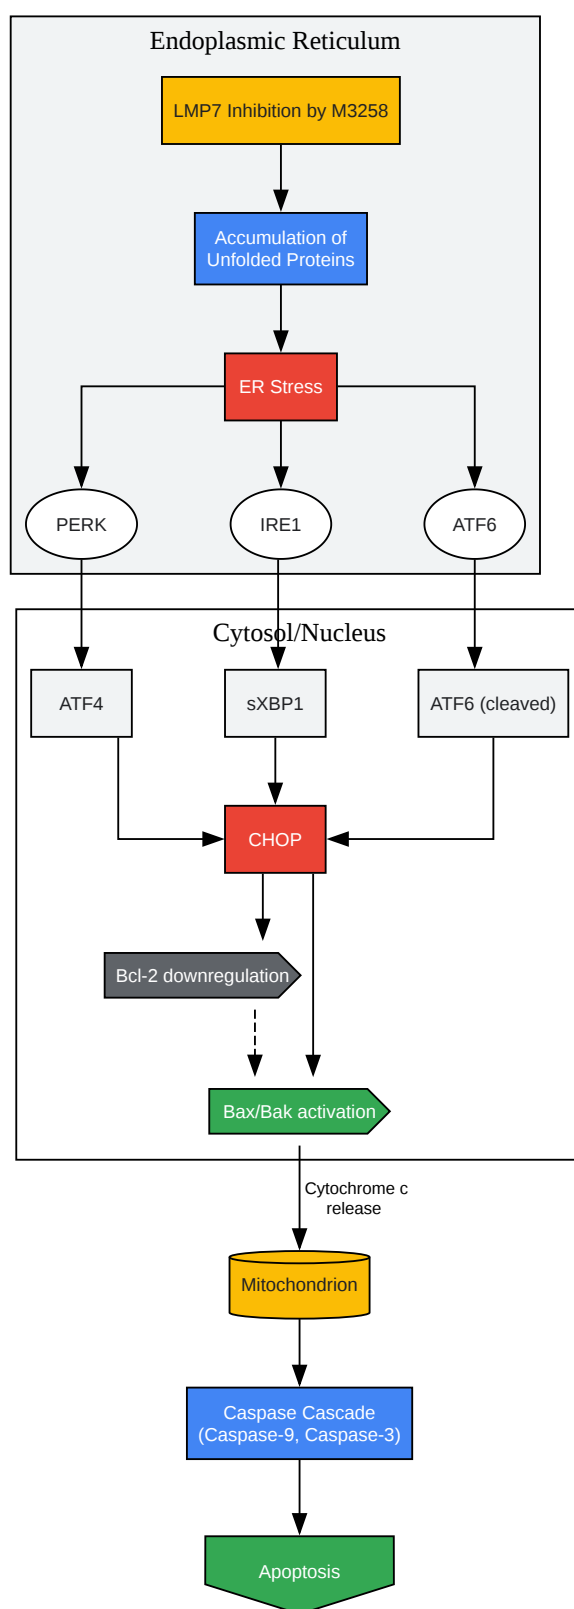 Endoplasmic Reticulum
LMP7 Inhibition by M3258
Accumulation of
Unfolded Proteins
ER Stress
PERK
IRE1
ATF6
Cytosol/Nucleus
ATF4
sXBP1
ATF6 (cleaved)
CHOP
Bcl-2 downregulation
Bax/Bak activation
Cytochrome c
release
Mitochondrion
Caspase Cascade
(Caspase-9, Caspase-3)
Apoptosis